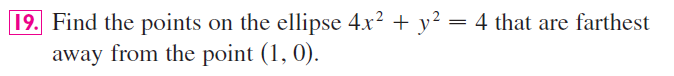 19. Find the points on the ellipse 4x² + y² = 4 that are farthest
away from the point (1, 0).